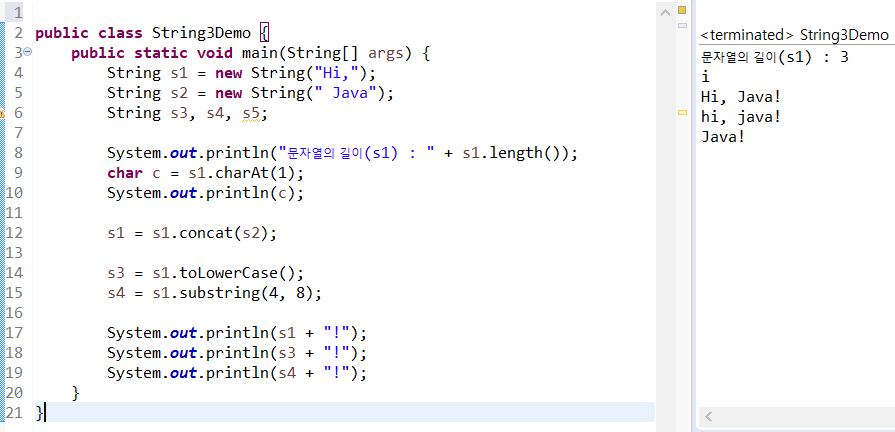 1
2 public class String3Demo {
3 public static void main(String[] args) {
4 String s1 = new String("Hi,");
5 String s2 = new String(" Java");
6 String s3, s4, s5;
7
8 System.out.println("문자열의 길이(s1) : " + s1.length());
9 char c = s1.charAt(1);
10 System.out.println(c);
11
12 s1 = s1.concat(s2);
13
14 s3 = s1.toLowerCase();
15 s4 = s1.substring(4, 8);
16
17 System.out.println(s1 + "!");
18 System.out.println(s3 + "!");
19 System.out.println(s4 + "!");
20 }
21 }
<terminated> String3Demo
문자열의 길이(s1) : 3
i
Hi, Java!
hi, java!
Java!